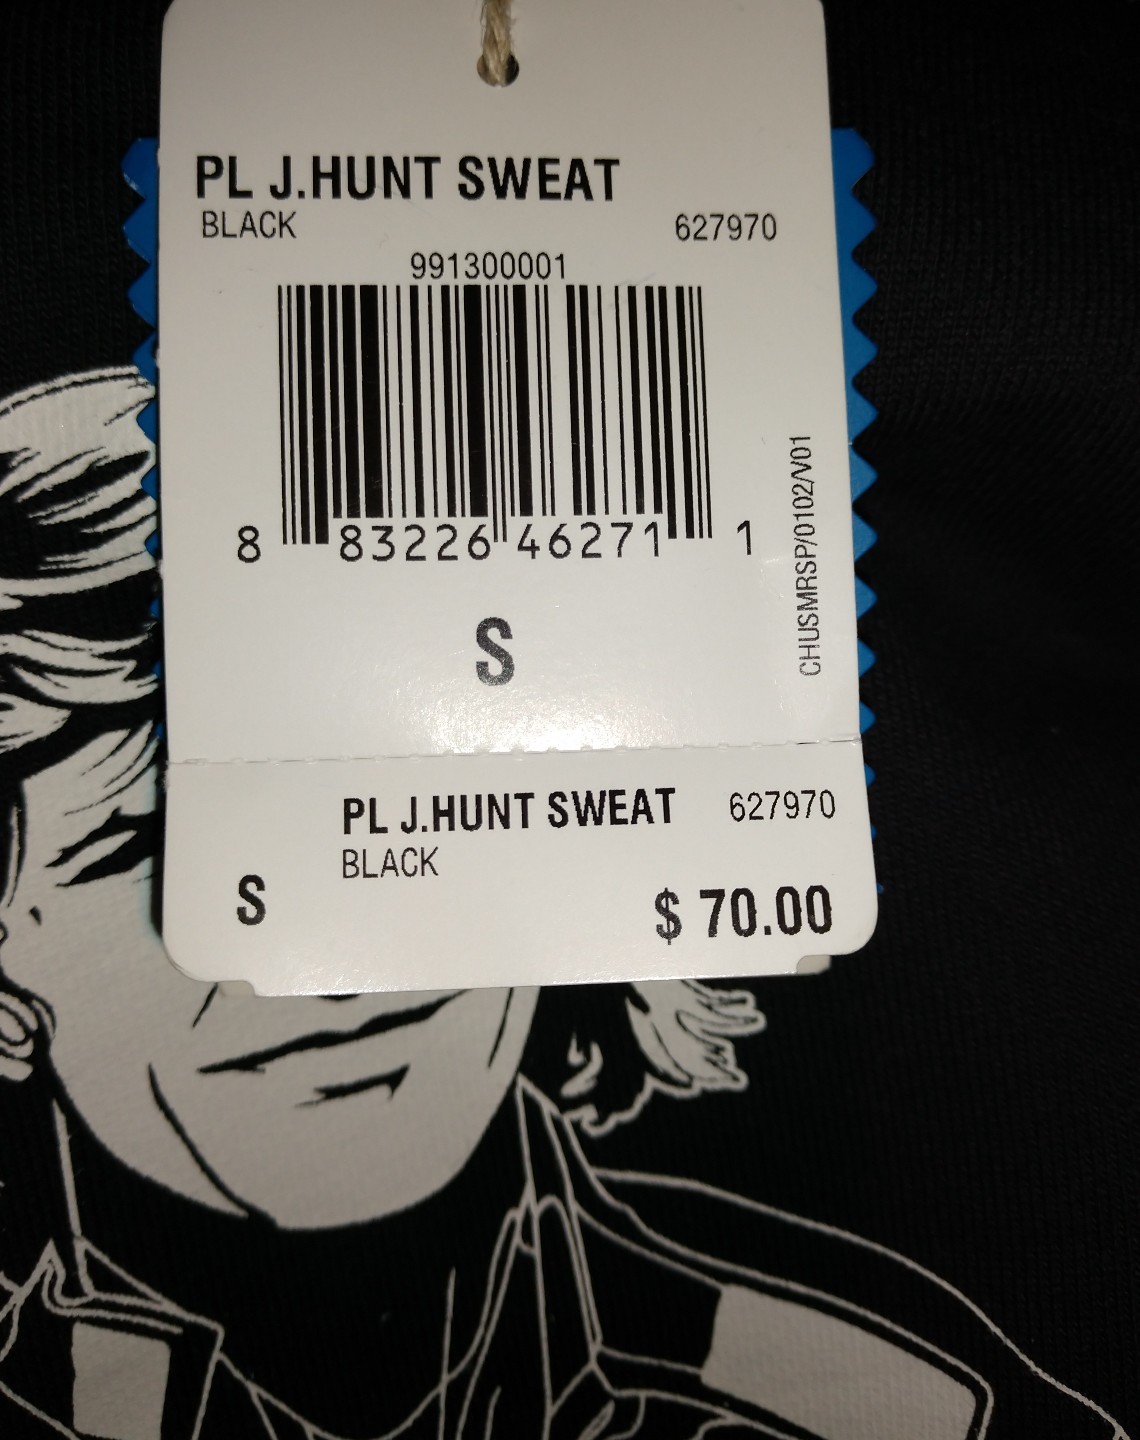 PL J.HUNT SWEAT
BLACK 627970
991300001
8 83226 46271 1
CHUSMRSP/0102/V01
S
PL J.HUNT SWEAT 627970
BLACK
S
$ 70.00